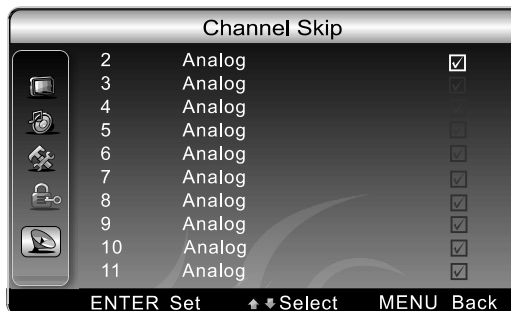 Channel Skip
2 Analog
3 Analog
4 Analog
5 Analog
6 Analog
7 Analog
8 Analog
9 Analog
10 Analog
11 Analog
ENTER Set Select MENU Back